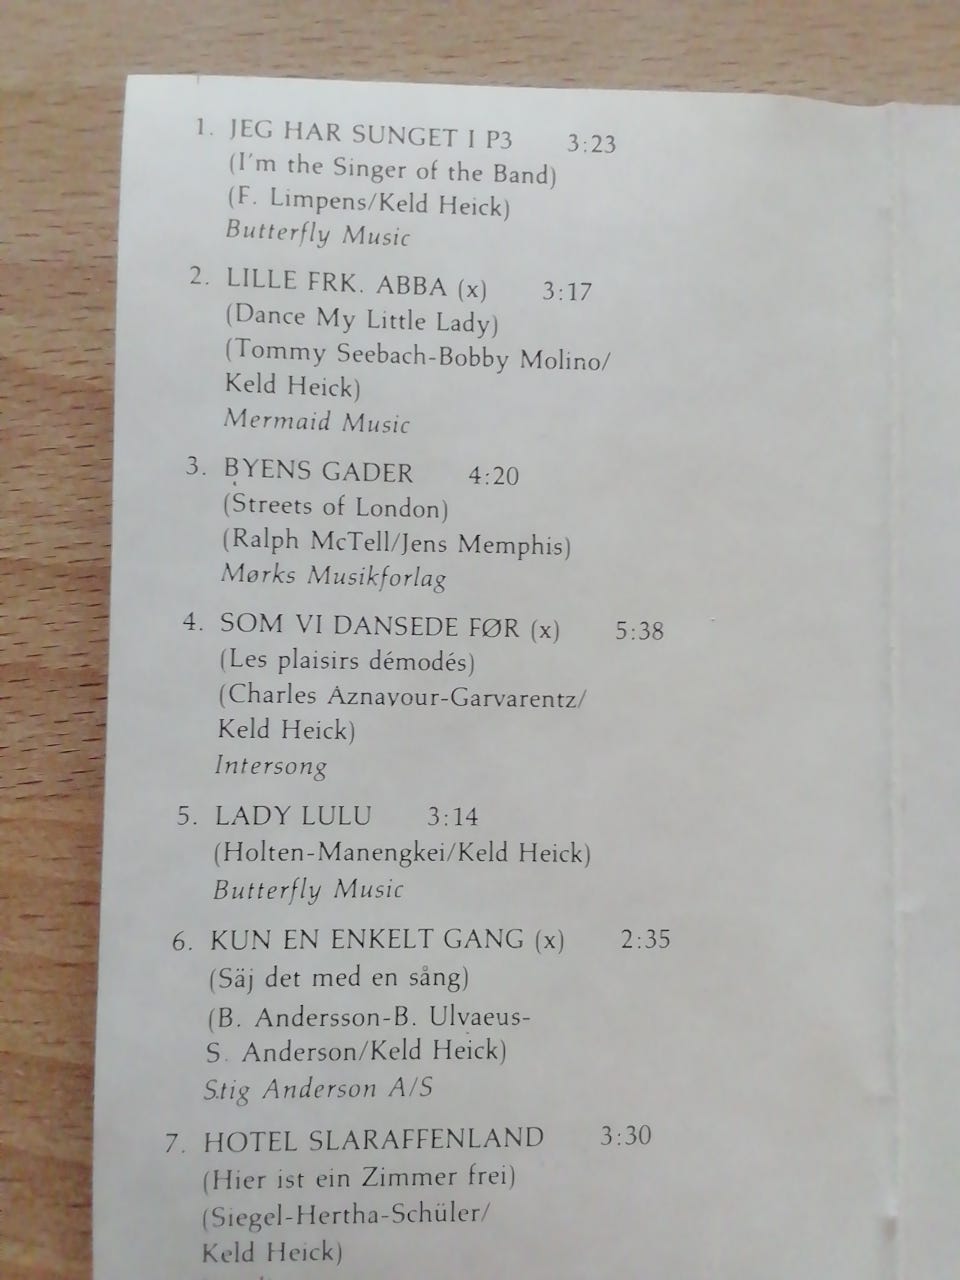 1. JEG HAR SUNGET I P3 3:23
(I'm the Singer of the Band)
(F. Limpens/Keld Heick)
Butterfly Music
2. LILLE FRK. ABBA (x) 3:17
(Dance My Little Lady)
(Tommy Seebach-Bobby Molino/
Keld Heick)
Mermaid Music
3. BYENS GADER 4:20
(Streets of London)
(Ralph McTell/Jens Memphis)
Mørks Musikforlag
4. SOM VI DANSEDE FØR (x) 5:38
(Les plaisirs démodés)
(Charles Aznavour-Garvarentz/
Keld Heick)
Intersong
5. LADY LULU 3:14
(Holten-Manengkei/Keld Heick)
Butterfly Music
6. KUN EN ENKELT GANG (x) 2:35
(Säj det med en sång)
(B. Andersson-B. Ulvaeus-
S. Anderson/Keld Heick)
Stig Anderson A/S
7. HOTEL SLARAFFENLAND 3:30
(Hier ist ein Zimmer frei)
(Siegel-Hertha-Schüler/
Keld Heick)